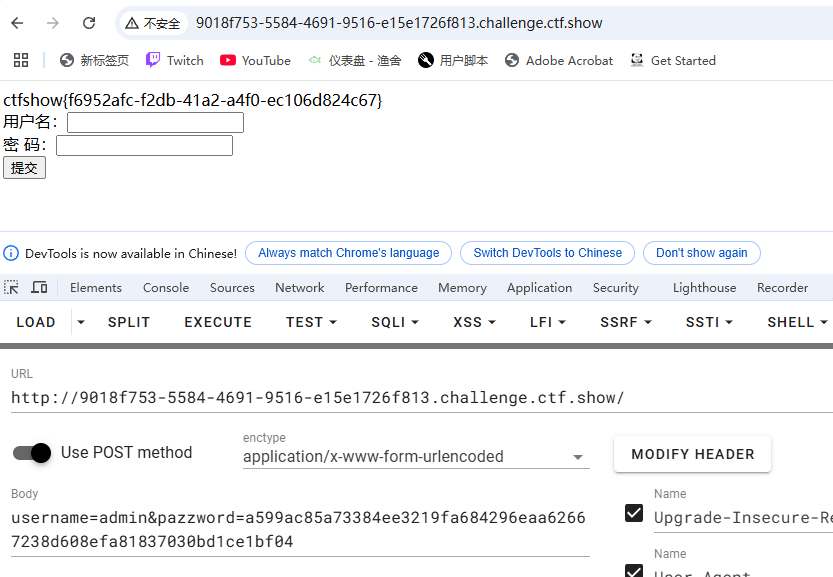 不安全 9018f753-5584-4691-9516-e15e1726f813.challenge.ctf.show
新标签页 Twitch YouTube 仪表盘 - 渔舍 用户脚本 Adobe Acrobat Get Started
ctfshow{f6952afc-f2db-41a2-a4f0-ec106d824c67}
用户名:
密 码:
提交
DevTools is now available in Chinese! Always match Chrome's language Switch DevTools to Chinese Don't show again
Elements Console Sources Network Performance Memory Application Security Lighthouse Recorder
LOAD SPLIT EXECUTE TEST SQLI XSS LFI SSRF SSTI SHELL
URL
http://9018f753-5584-4691-9516-e15e1726f813.challenge.ctf.show/
Use POST method
enctype
application/x-www-form-urlencoded
MODIFY HEADER
Body
username=admin&pazzword=a599ac85a73384ee3219fa684296eaa6266
7238d608efa81837030bd1ce1bf04
Name
Upgrade-Insecure-Re
Name
User-Agent